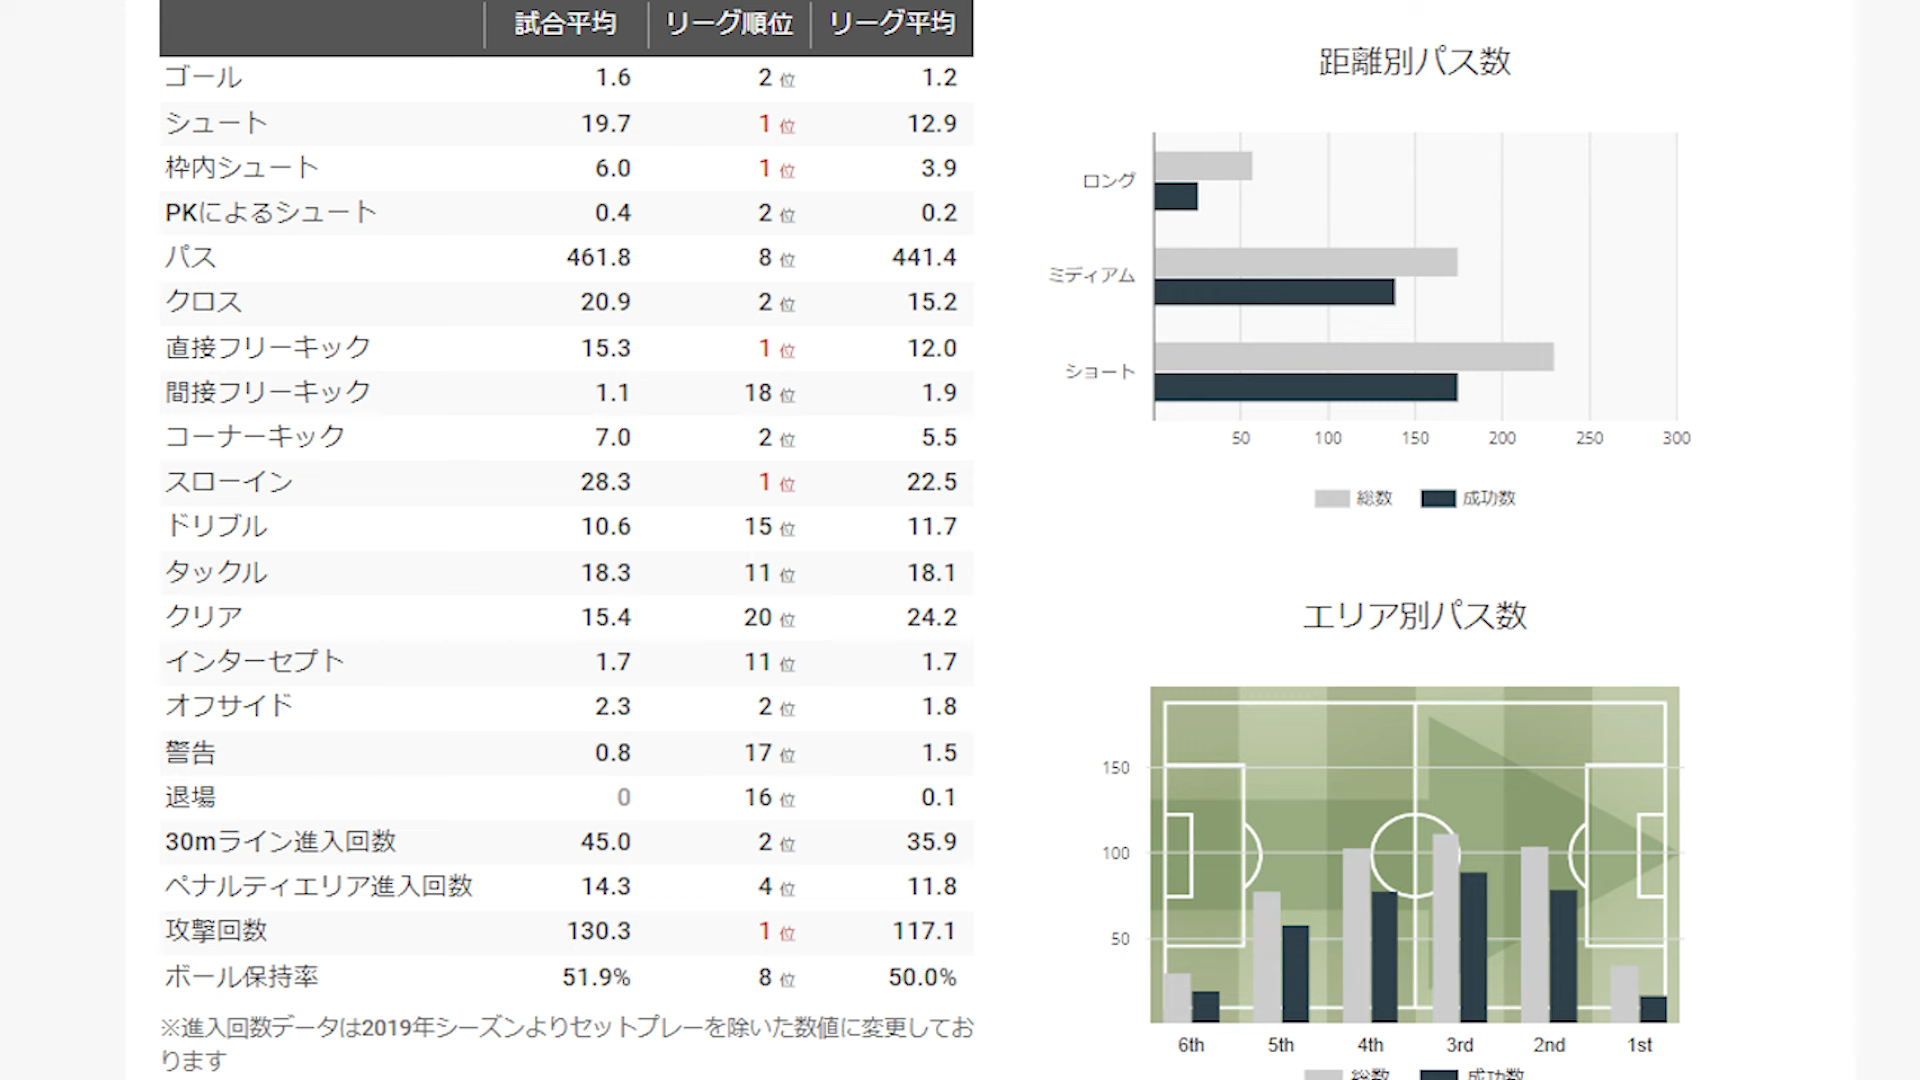 試合平均 リーグ順位 リーグ平均
ゴール 1.6 2 位 1.2
シュート 19.7 1 位 12.9
枠内シュート 6.0 1 位 3.9
PKによるシュート 0.4 2 位 0.2
パス 461.8 8 位 441.4
クロス 20.9 2 位 15.2
直接フリーキック 15.3 1 位 12.0
間接フリーキック 1.1 18 位 1.9
コーナーキック 7.0 2 位 5.5
スローイン 28.3 1 位 22.5
ドリブル 10.6 15 位 11.7
タックル 18.3 11 位 18.1
クリア 15.4 20 位 24.2
インターセプト 1.7 11 位 1.7
オフサイド 2.3 2 位 1.8
警告 0.8 17 位 1.5
退場 0 16 位 0.1
30mライン進入回数 45.0 2 位 35.9
ペナルティエリア進入回数 14.3 4 位 11.8
攻撃回数 130.3 1 位 117.1
ボール保持率 51.9% 8 位 50.0%
※進入回数データは2019年シーズンよりセットプレーを除いた数値に変更してお
ります
距離別パス数
ロング
ミディアム
ショート
50 100 150 200 250 300
総数 成功数
エリア別パス数
150
100
50
6th 5th 4th 3rd 2nd 1st
総数 成功数